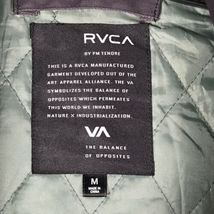 RVCA
BY PM TENORE
THIS IS A RVCA MANUFACTURED
GARMENT DEVELOPED OUT OF THE
ART APPAREL ALLIANCE. THE VA
SYMBOLIZES THE BALANCE OF
OPPOSITES WHICH PERMEATES
THIS WORLD WE INHABIT.
NATURE X INDUSTRIALIZATION.
VA
THE BALANCE
OF OPPOSITES
M
MADE IN
CHINA